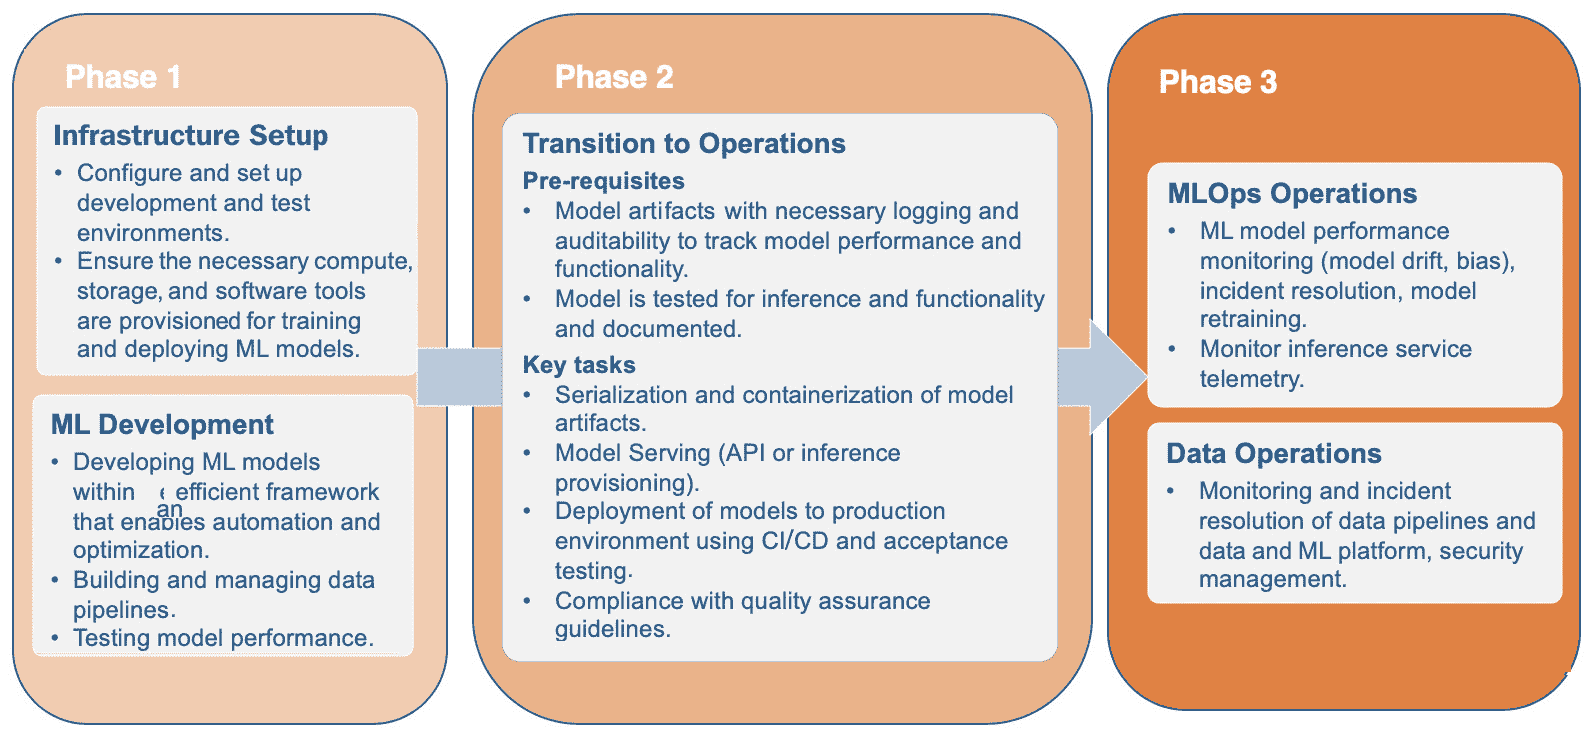 Phase 1
Infrastructure Setup
• Configure and set up
development and test
environments.
• Ensure the necessary compute,
storage, and software tools
are provisioned for training
and deploying ML models.
ML Development
• Developing ML models
within efficient framework
an
that enables automation and
optimization.
• Building and managing data
pipelines.
• Testing model performance.
Phase 2
Transition to Operations
Pre-requisites
• Model artifacts with necessary logging and
auditability to track model performance and
functionality.
• Model is tested for inference and functionality
and documented.
Key tasks
• Serialization and containerization of model
artifacts.
• Model Serving (API or inference
provisioning).
• Deployment of models to production
environment using CI/CD and acceptance
testing.
• Compliance with quality assurance
guidelines.
Phase 3
MLOps Operations
• ML model performance
monitoring (model drift, bias),
incident resolution, model
retraining.
• Monitor inference service
telemetry.
Data Operations
• Monitoring and incident
resolution of data pipelines and
data and ML platform, security
management.